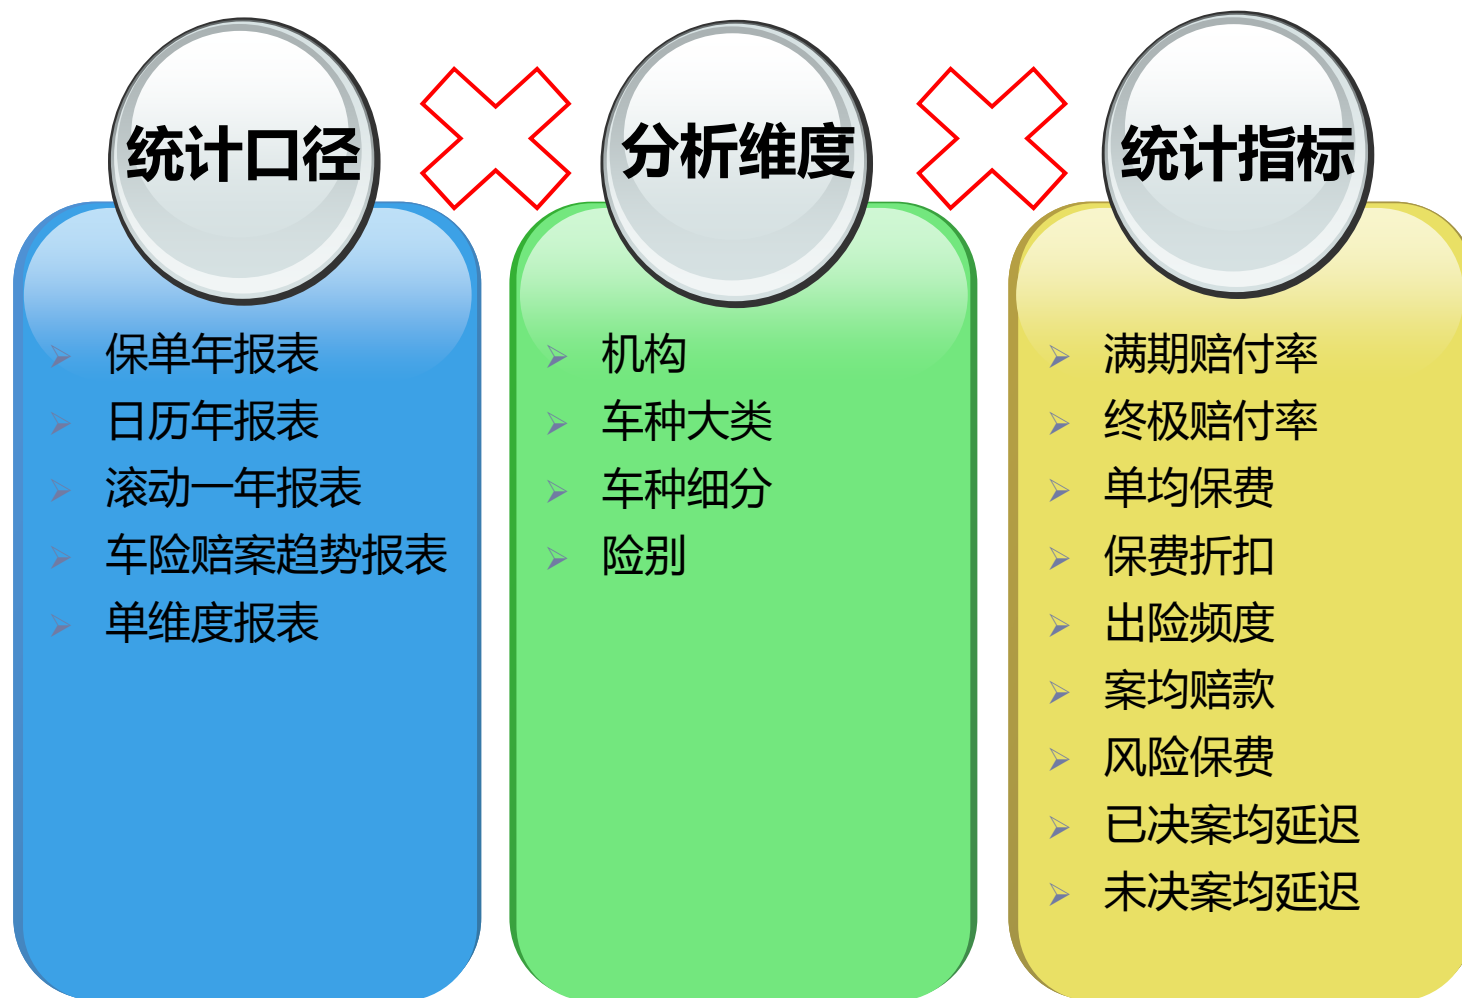 统计口径
保单年报表
日历年报表
滚动一年报表
车险赔案趋势报表
单维度报表
分析维度
机构
车种大类
车种细分
险别
统计指标
满期赔付率
终极赔付率
单均保费
保费折扣
出险频度
案均赔款
风险保费
已决案均延迟
未决案均延迟